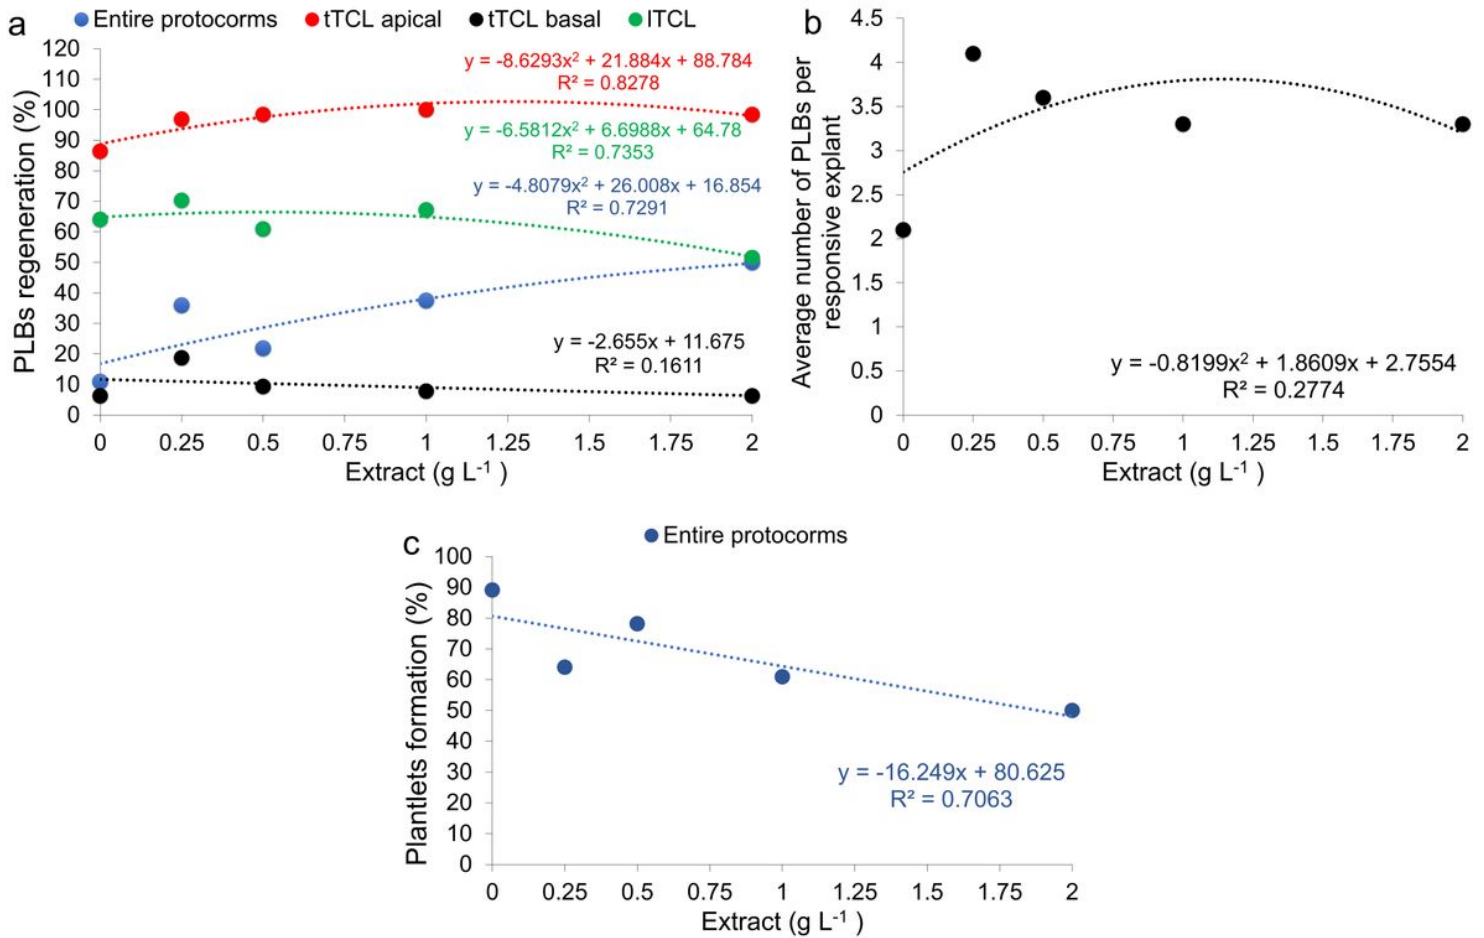 a
Entire protocorms tTCL apical tTCL basal lTCL
PLBs regeneration (%)
120
110
100
90
80
70
60
50
40
30
20
10
0
y = -8.6293x² + 21.884x + 88.784
R² = 0.8278
y = -6.5812x² + 6.6988x + 64.78
R² = 0.7353
y = -4.8079x² + 26.008x + 16.854
R² = 0.7291
y = -2.655x + 11.675
R² = 0.1611
0 0.25 0.5 0.75 1 1.25 1.5 1.75 2
Extract (g L⁻¹ )
b
Average number of PLBs per
responsive explant
4.5
4
3.5
3
2.5
2
1.5
1
0.5
0
y = -0.8199x² + 1.8609x + 2.7554
R² = 0.2774
0 0.25 0.5 0.75 1 1.25 1.5 1.75 2
Extract (g L⁻¹ )
c
Entire protocorms
Plantlets formation (%)
100
90
80
70
60
50
40
30
20
10
0
y = -16.249x + 80.625
R² = 0.7063
0 0.25 0.5 0.75 1 1.25 1.5 1.75 2
Extract (g L⁻¹ )